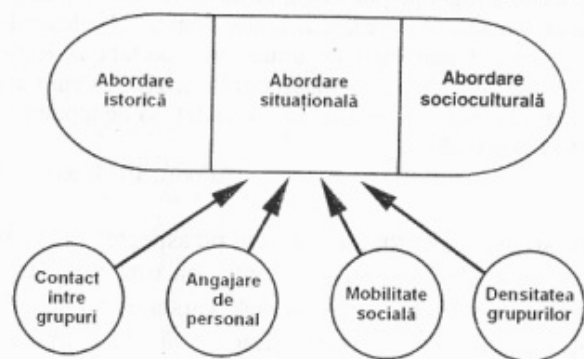 Abordare
istorică
Abordare
situațională
Abordare
socioculturală
Contact
între
grupuri
Angajare
de
personal
Mobilitate
socială
Densitatea
grupurilor